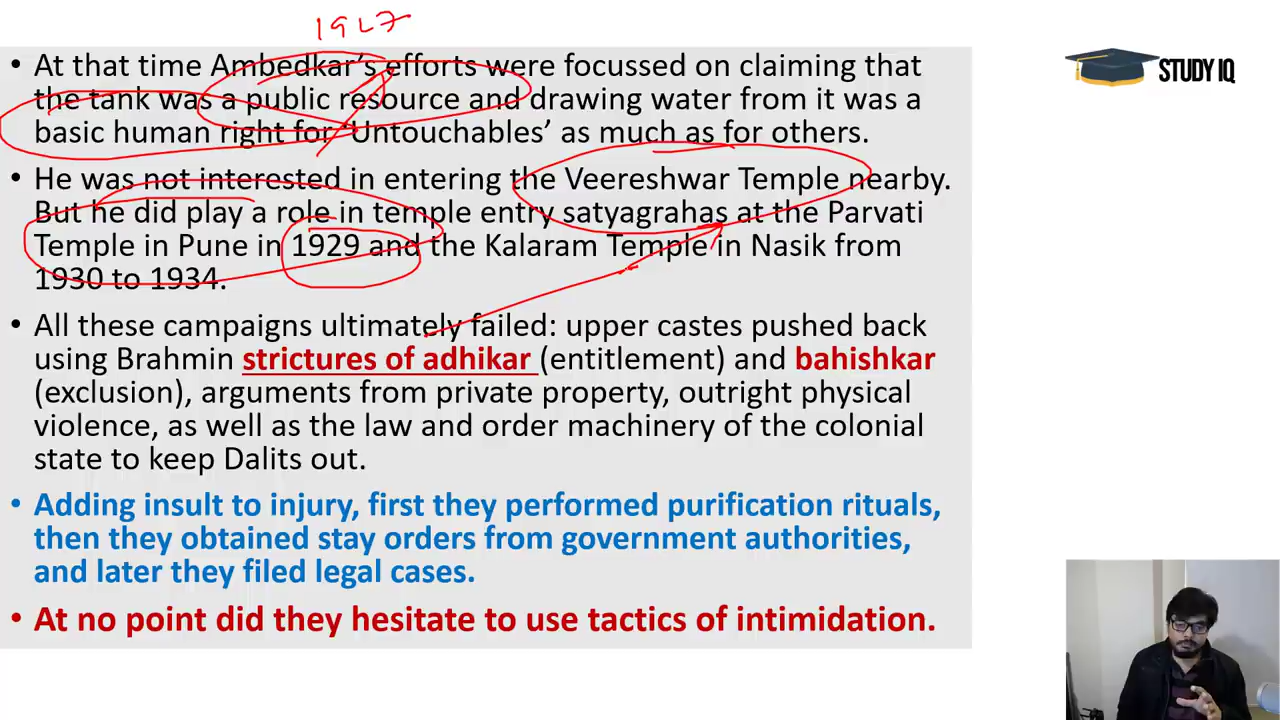 1927
• At that time Ambedkar's efforts were focussed on claiming that
the tank was a public resource and drawing water from it was a
basic human right for 'Untouchables' as much as for others.
• He was not interested in entering the Veereshwar Temple nearby.
But he did play a role in temple entry satyagrahas at the Parvati
Temple in Pune in 1929 and the Kalaram Temple in Nasik from
1930 to 1934.
• All these campaigns ultimately failed: upper castes pushed back
using Brahmin strictures of adhikar (entitlement) and bahishkar
(exclusion), arguments from private property, outright physical
violence, as well as the law and order machinery of the colonial
state to keep Dalits out.
• Adding insult to injury, first they performed purification rituals,
then they obtained stay orders from government authorities,
and later they filed legal cases.
• At no point did they hesitate to use tactics of intimidation.
STUDY IQ